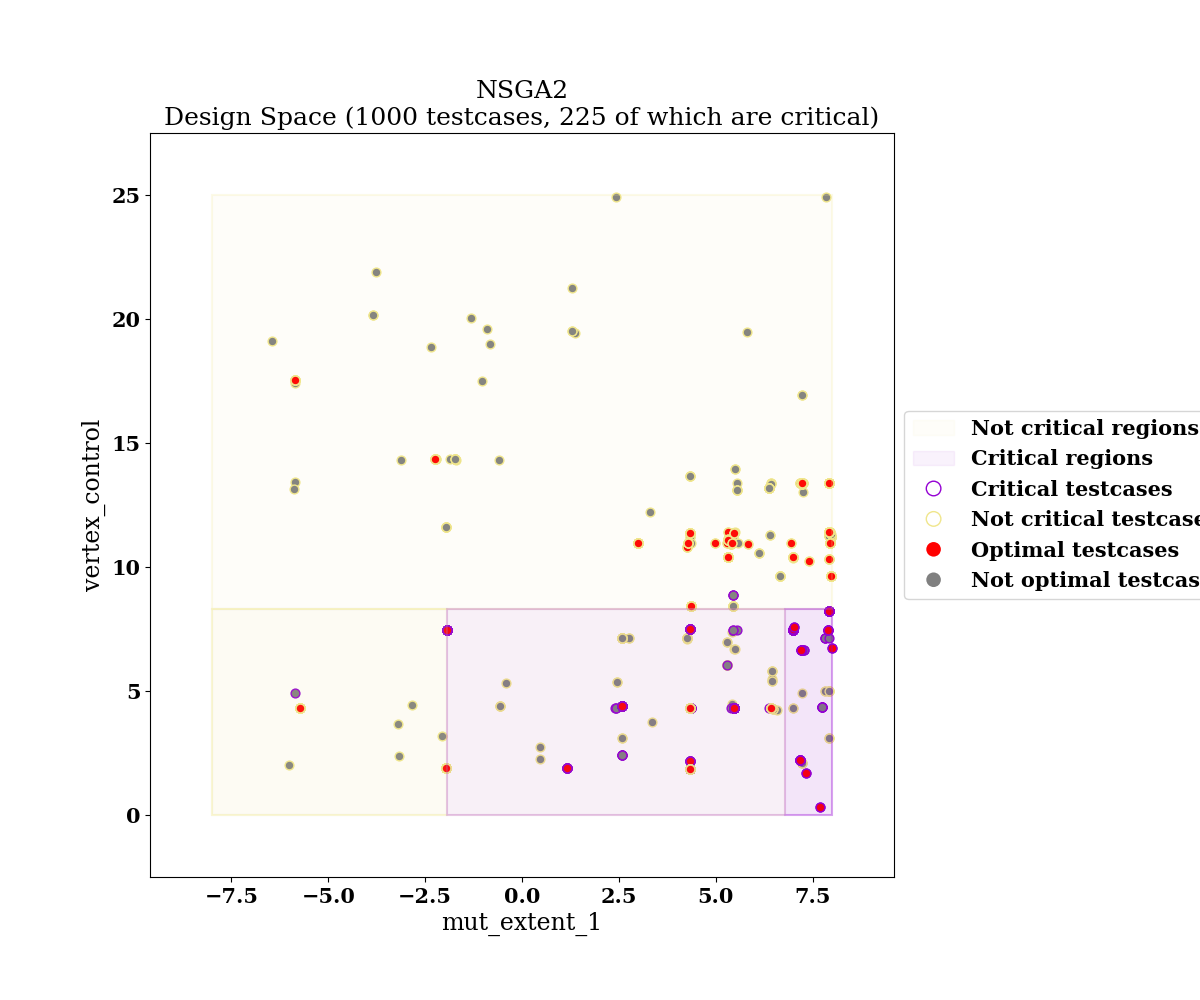 NSGA2
Design Space (1000 testcases, 225 of which are critical)
25
20
15
10
5
0
vertex_control
−7.5
−5.0
−2.5
0.0
2.5
5.0
7.5
mut_extent_1
Not critical regions
Critical regions
Critical testcases
Not critical testcase
Optimal testcases
Not optimal testcas